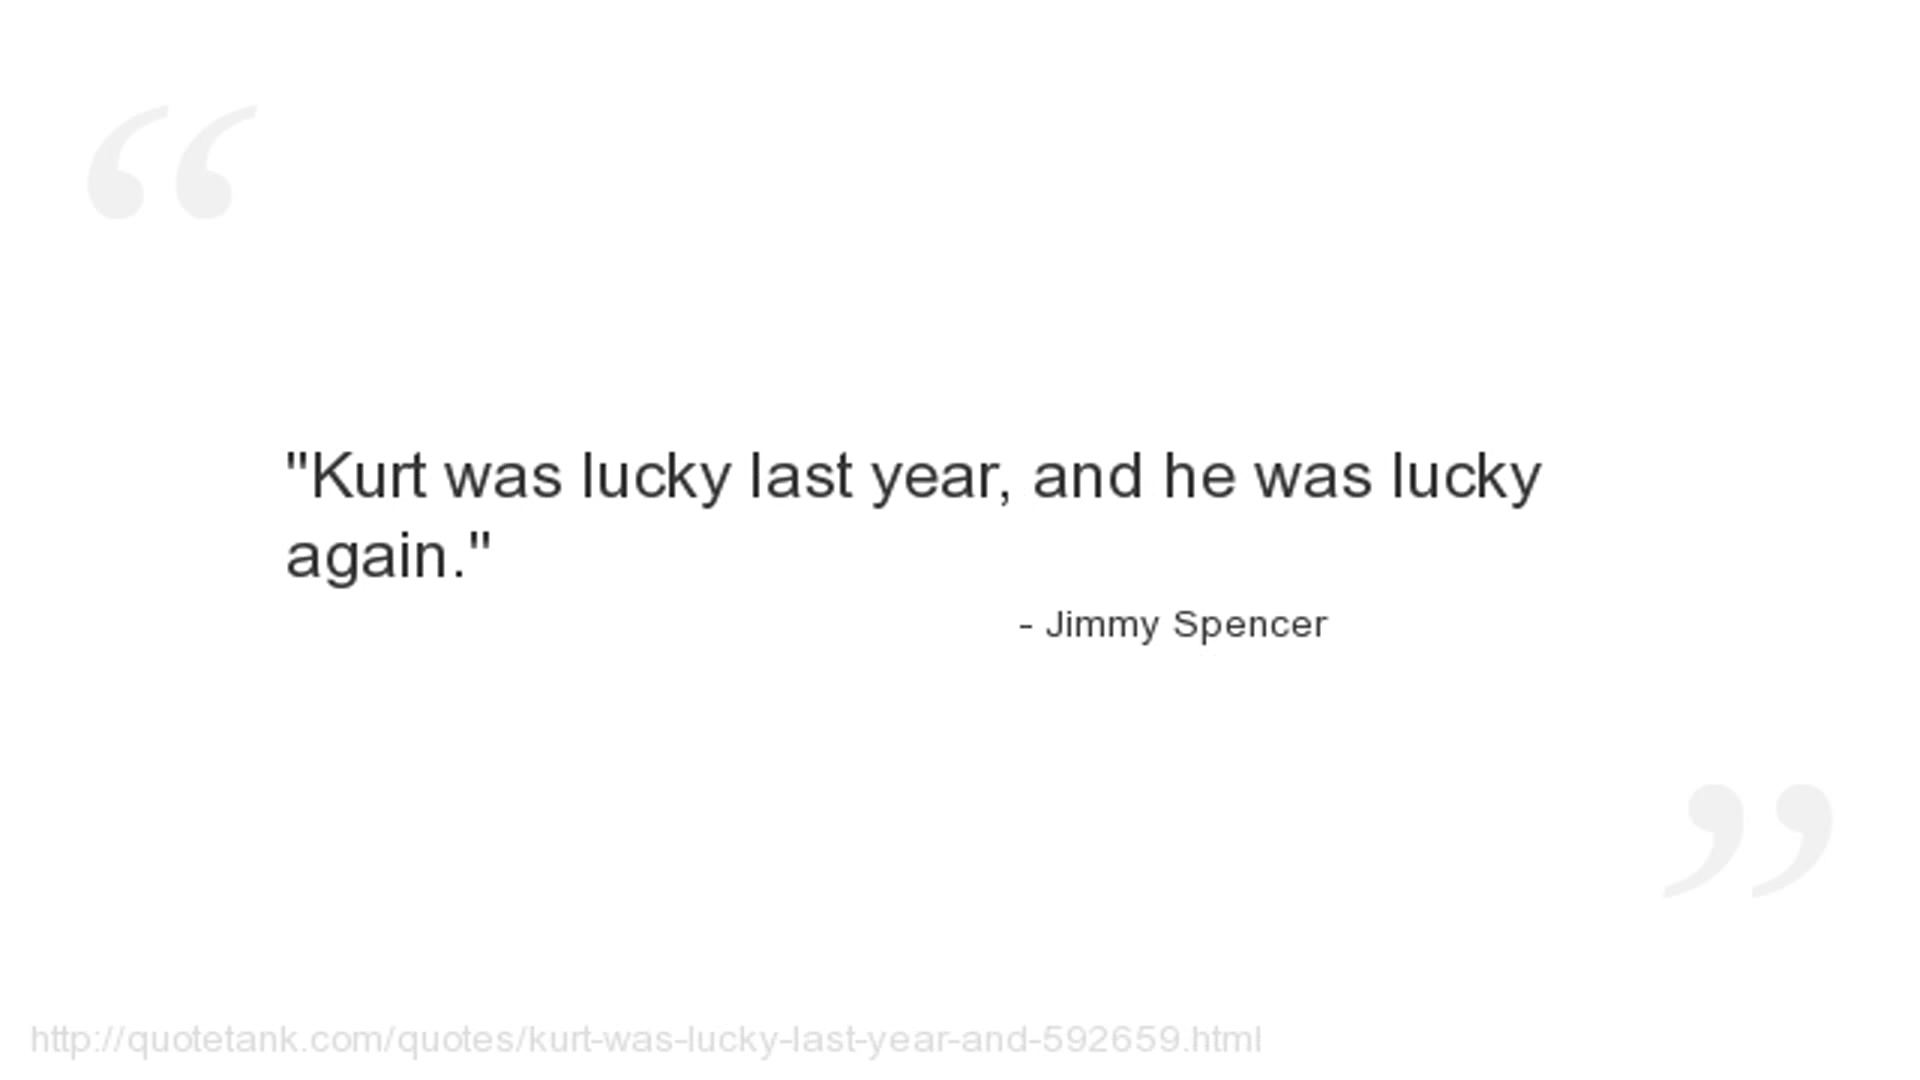 "Kurt was lucky last year, and he was lucky
again."
- Jimmy Spencer
http://quotetank.com/quotes/kurt-was-lucky-last-year-and-592659.html